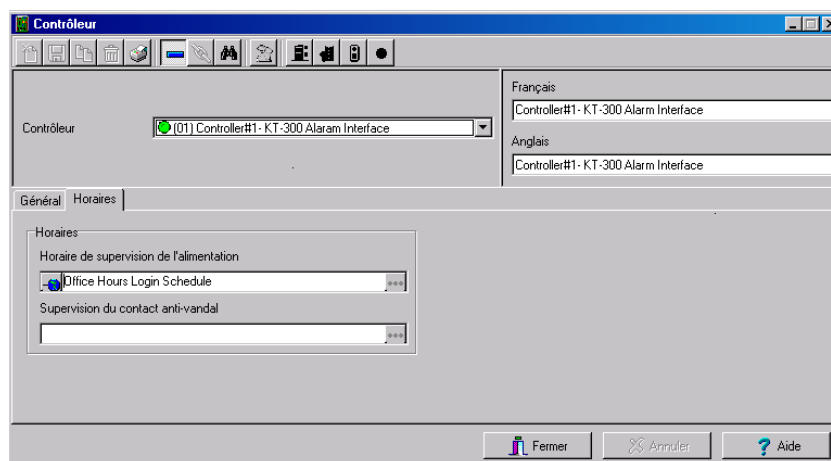 Contrôleur
Français
Controller#1- KT-300 Alarm Interface
Contrôleur
(01) Controller#1- KT-300 Alaram Interface
Anglais
Controller#1- KT-300 Alarm Interface
Général
Horaires
Horaires
Horaire de supervision de l'alimentation
Office Hours Login Schedule
Supervision du contact anti-vandal
Fermer
Annuler
Aide